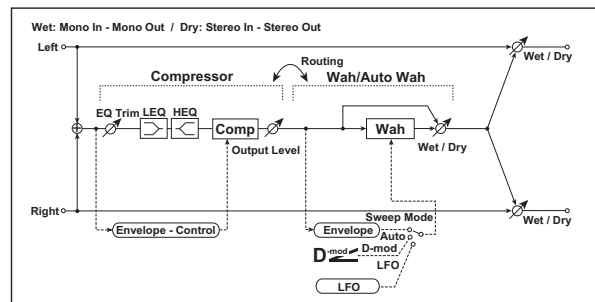 Wet: Mono In - Mono Out / Dry: Stereo In - Stereo Out
Left
Wet / Dry
Routing
Compressor
Wah/Auto Wah
EQ Trim
LEQ
HEQ
Comp
Output Level
Wah
Wet / Dry
Right
Wet / Dry
Sweep Mode
Envelope - Control
Envelope
Auto
D-mod
D-mod
LFO
LFO